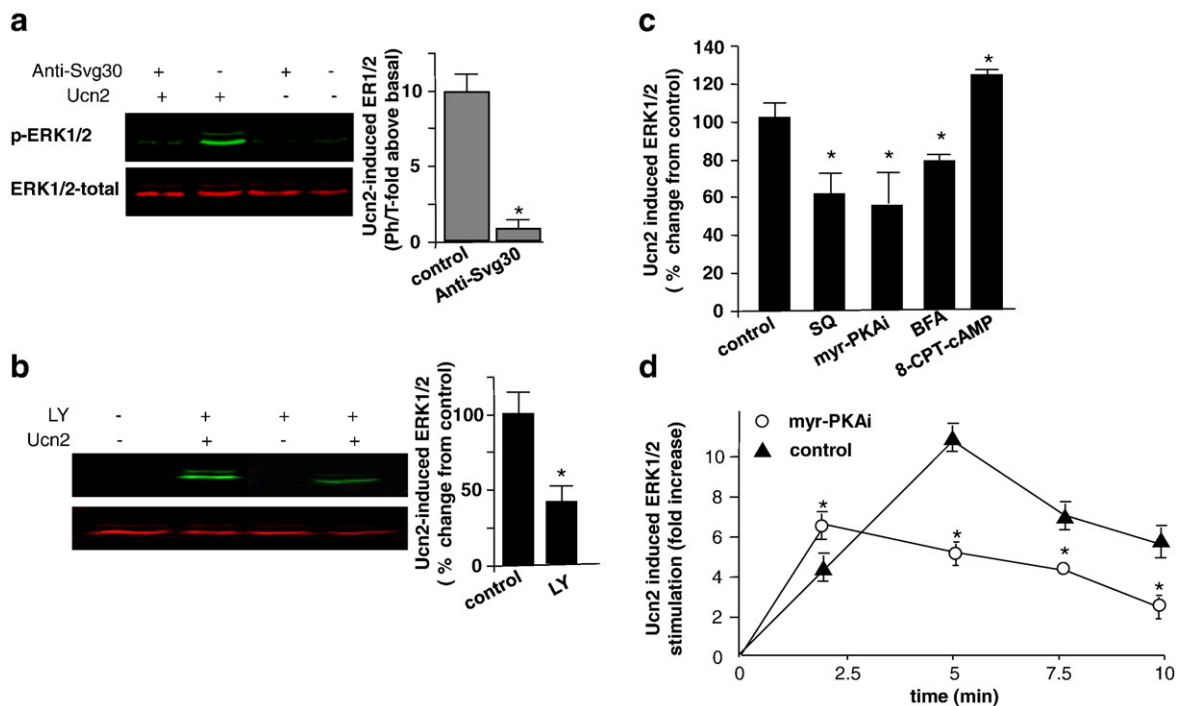 a
Anti-Svg30 + - + -
Ucn2 + + - -
p-ERK1/2
ERK1/2-total
Ucn2-induced ER1/2
(Ph/T-fold above basal)
10
5
0
*
control
Anti-Svg30
b
LY - + + +
Ucn2 - + - +
Ucn2-induced ERK1/2
( % change from control)
100
50
0
*
control
LY
c
Ucn2 induced ERK1/2
( % change from control)
140
120
100
80
60
40
20
0
* * * *
control
SQ
myr-PKAi
BFA
8-CPT-cAMP
d
Ucn2 induced ERK1/2
stimulation (fold increase)
10
8
6
4
2
0
myr-PKAi
control
* * * *
0 2.5 5 7.5 10
time (min)